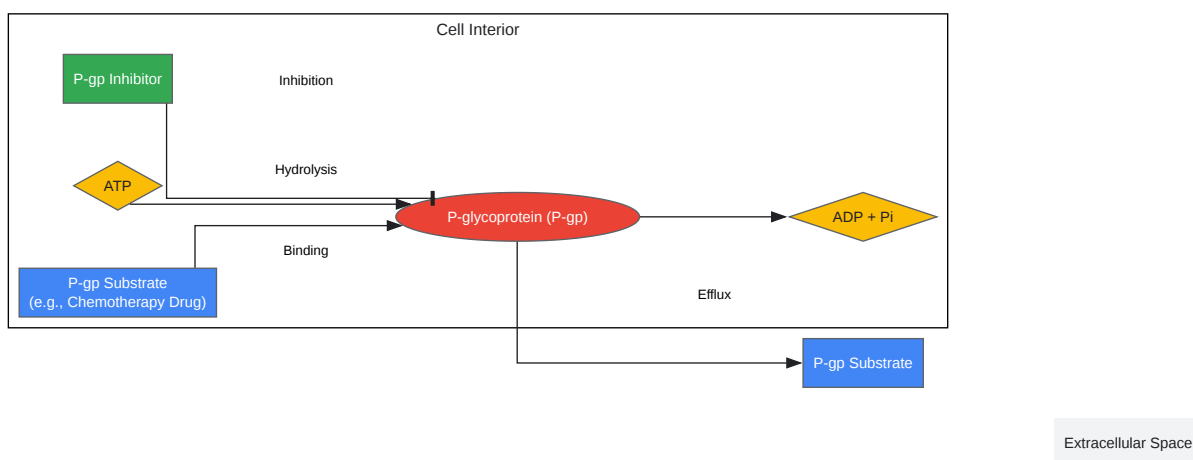 Cell Interior
P-gp Inhibitor
Inhibition
Hydrolysis
ATP
P-glycoprotein (P-gp)
ADP + Pi
Binding
P-gp Substrate
(e.g., Chemotherapy Drug)
Efflux
P-gp Substrate
Extracellular Space